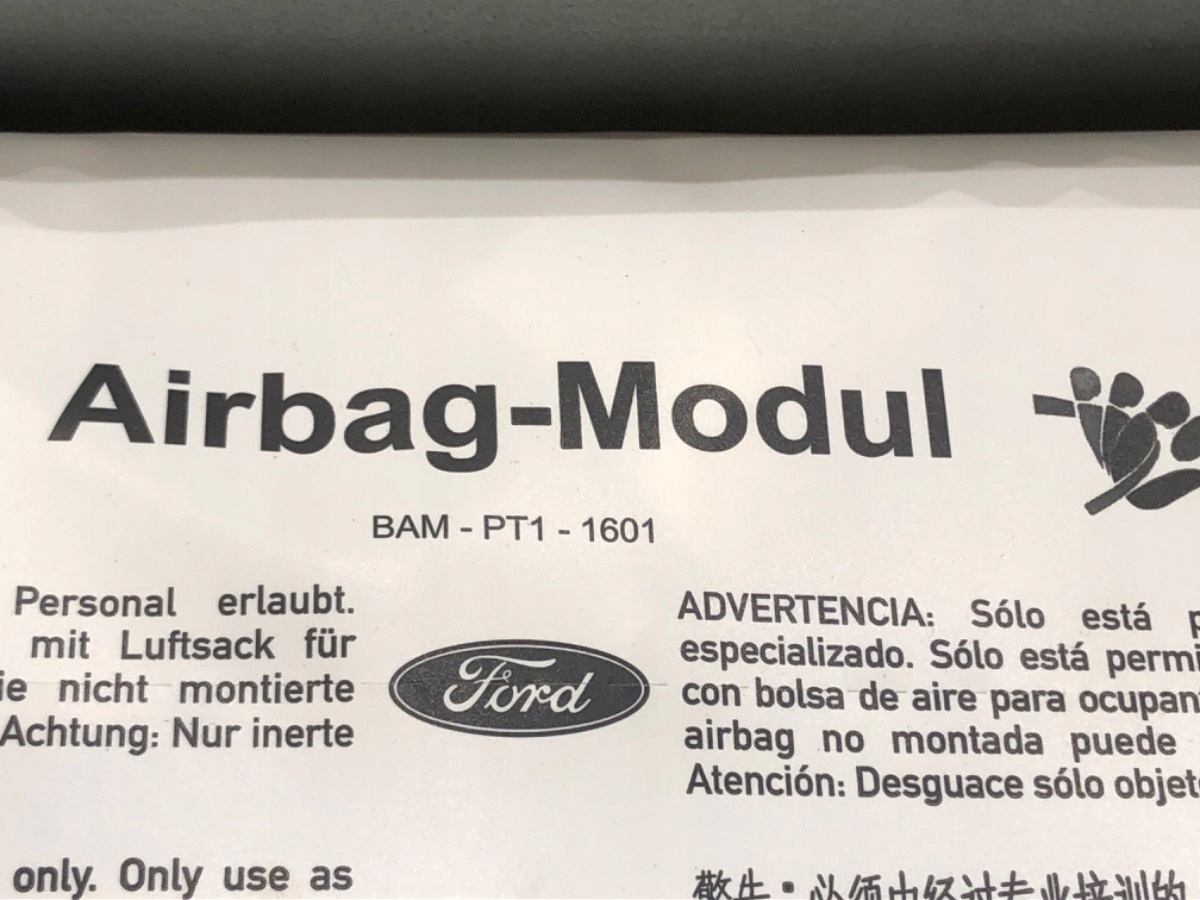 Airbag-Modul
BAM - PT1 - 1601
Personal erlaubt.
mit Luftsack für
nicht montierte
Achtung: Nur inerte
Ford
ADVERTENCIA: Sólo está
especializado. Sólo está
con bolsa de aire para
airbag no montada puede
Atención: Desguace sólo
only. Only use as